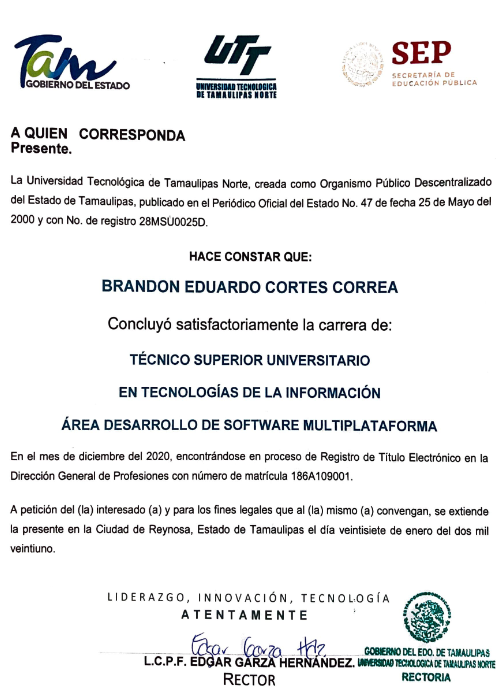 Tam
GOBIERNO DEL ESTADO
UTT
UNIVERSIDAD TECNOLOGICA
DE TAMAULIPAS NORTE
SEP
SECRETARÍA DE
EDUCACIÓN PÚBLICA
A QUIEN CORRESPONDA
Presente.
La Universidad Tecnológica de Tamaulipas Norte, creada como Organismo Público Descentralizado
del Estado de Tamaulipas, publicado en el Periódico Oficial del Estado No. 47 de fecha 25 de Mayo del
2000 y con No. de registro 28MSU0025D.
HACE CONSTAR QUE:
BRANDON EDUARDO CORTES CORREA
Concluyó satisfactoriamente la carrera de:
TÉCNICO SUPERIOR UNIVERSITARIO
EN TECNOLOGÍAS DE LA INFORMACIÓN
ÁREA DESARROLLO DE SOFTWARE MULTIPLATAFORMA
En el mes de diciembre del 2020, encontrándose en proceso de Registro de Título Electrónico en la
Dirección General de Profesiones con número de matrícula 186A109001.
A petición del (la) interesado (a) y para los fines legales que al (la) mismo (a) convengan, se extiende
la presente en la Ciudad de Reynosa, Estado de Tamaulipas el día veintisiete de enero del dos mil
veintiuno.
LIDERAZGO, INNOVACIÓN, TECNOLOGÍA
ATENTAMENTE
Edgar Garza Hdz.
L.C.P.F. EDGAR GARZA HERNÁNDEZ.
RECTOR
GOBIERNO DEL EDO. DE TAMAULIPAS
UNIVERSIDAD TECNOLOGICA DE TAMAULIPAS NORTE
RECTORIA